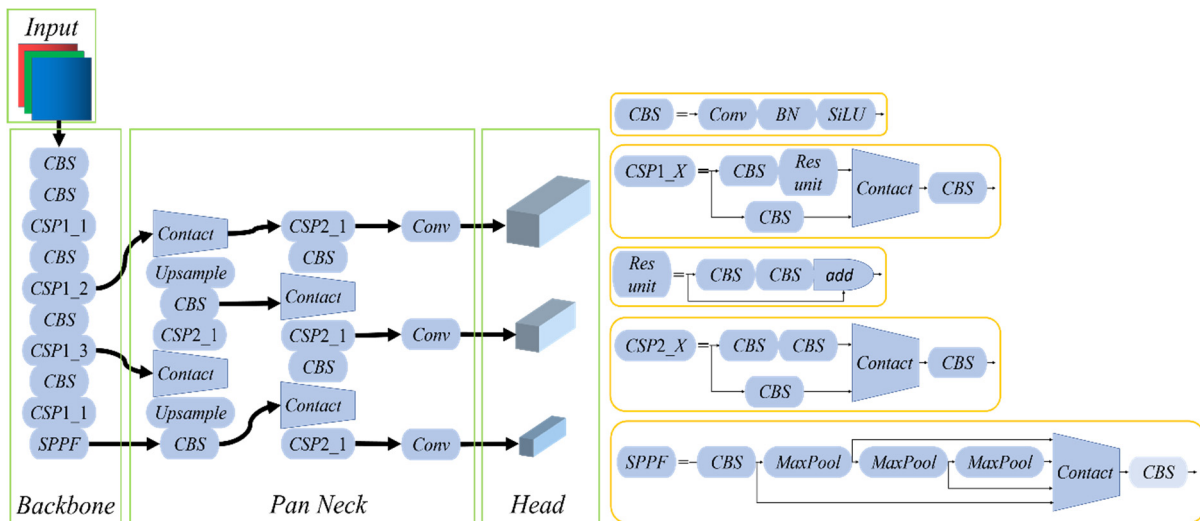 Input
CBS
CBS
CSP1_1
CBS
CSP1_2
CBS
CSP1_3
CBS
CSP1_1
SPPF
Backbone
Contact
Upsample
CBS
CSP2_1
Contact
Upsample
CBS
CSP2_1
CBS
Contact
CSP2_1
CBS
Contact
CSP2_1
Pan Neck
Conv
Conv
Conv
Head
CBS = Conv BN SiLU
CSP1_X = CBS Res unit Contact CBS
CBS
Res unit = CBS CBS add
CSP2_X = CBS CBS Contact CBS
CBS
SPPF = CBS MaxPool MaxPool MaxPool Contact CBS